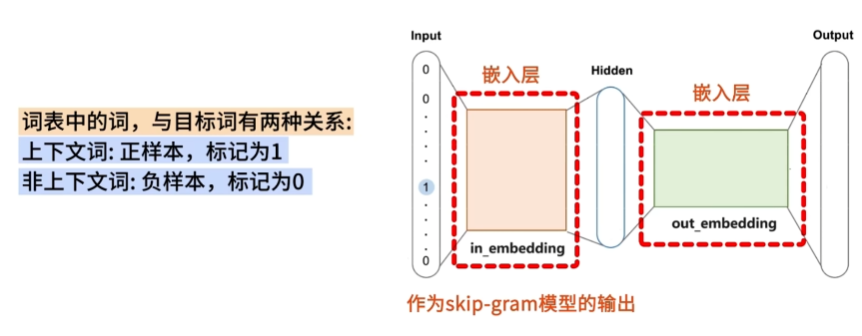 词表中的词，与目标词有两种关系:
上下文词: 正样本，标记为1
非上下文词: 负样本，标记为0
Input
Output
嵌入层
Hidden
嵌入层
0
0
.
.
.
.
1
.
.
.
.
0
in_embedding
out_embedding
作为skip-gram模型的输出